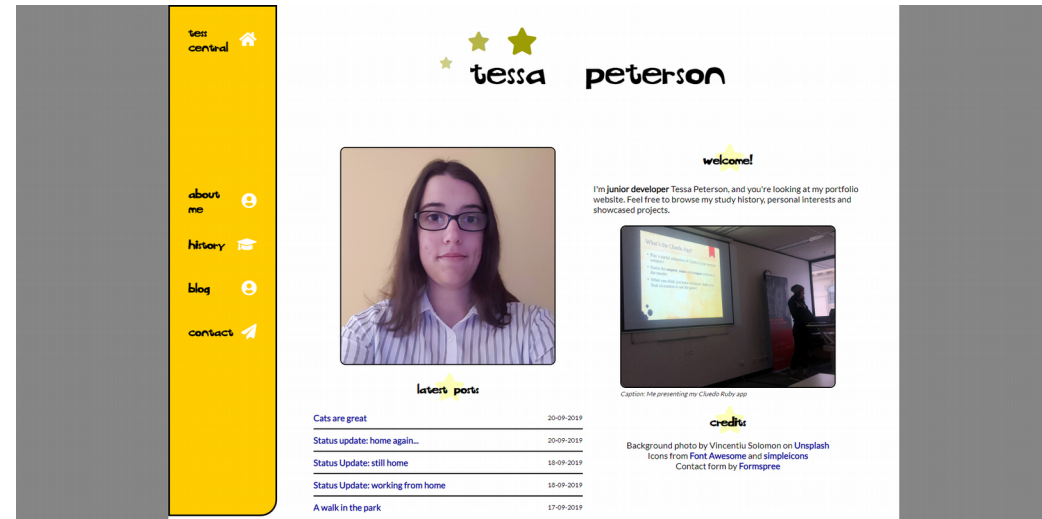 tess
central
about
me
history
blog
contact
tessa peterson
latest posts
Cats are great 20-09-2019
Status update: home again... 20-09-2019
Status Update: still home 18-09-2019
Status Update: working from home 18-09-2019
A walk in the park 17-09-2019
welcome!
I'm junior developer Tessa Peterson, and you're looking at my portfolio
website. Feel free to browse my study history, personal interests and
showcased projects.
What's the Cluedo App?
Caption: Me presenting my Cluedo Ruby app
credits
Background photo by Vincentiu Solomon on Unsplash
Icons from Font Awesome and simpleicons
Contact form by Formspree